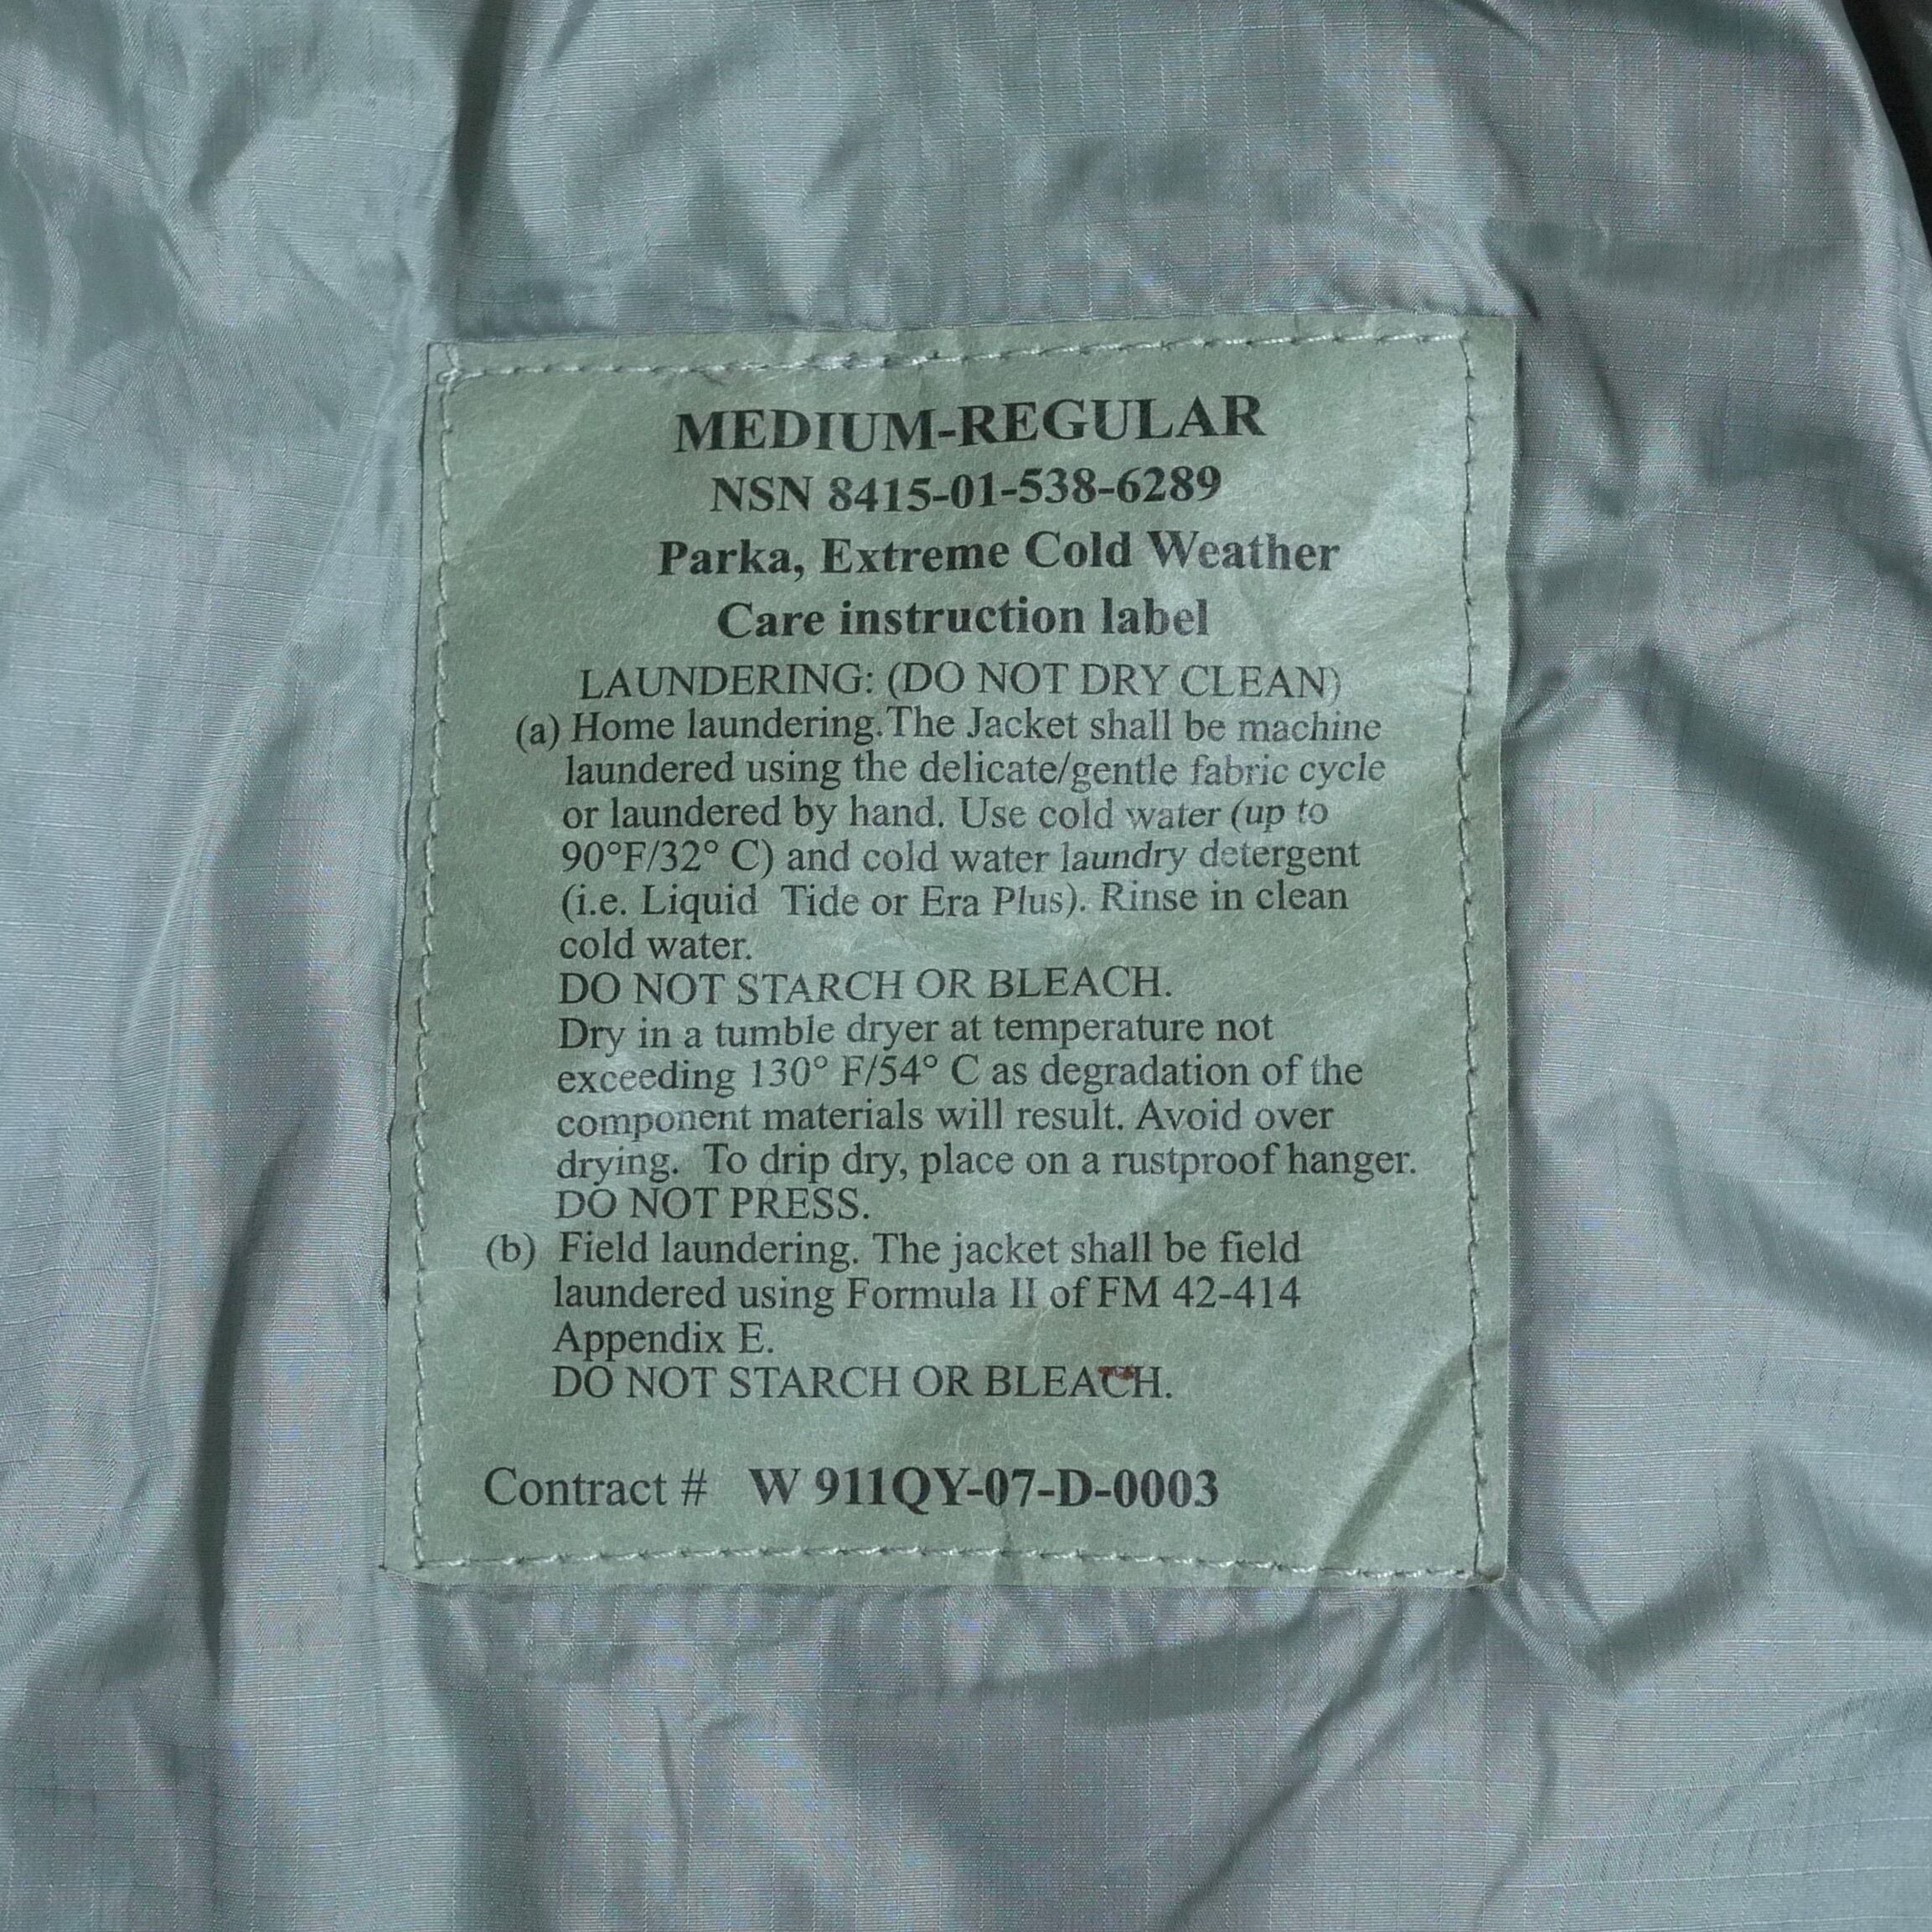 MEDIUM-REGULAR
NSN 8415-01-538-6289
Parka, Extreme Cold Weather
Care instruction label
LAUNDERING: (DO NOT DRY CLEAN)
(a) Home laundering. The Jacket shall be machine
laundered using the delicate/gentle fabric cycle
or laundered by hand. Use cold water (up to
90°F/32° C) and cold water laundry detergent
(i.e. Liquid Tide or Era Plus). Rinse in clean
cold water.
DO NOT STARCH OR BLEACH.
Dry in a tumble dryer at temperature not
exceeding 130° F/54° C as degradation of the
component materials will result. Avoid over
drying. To drip dry, place on a rustproof hanger.
DO NOT PRESS.
(b) Field laundering. The jacket shall be field
laundered using Formula II of FM 42-414
Appendix E.
DO NOT STARCH OR BLEACH.
Contract # W 911QY-07-D-0003